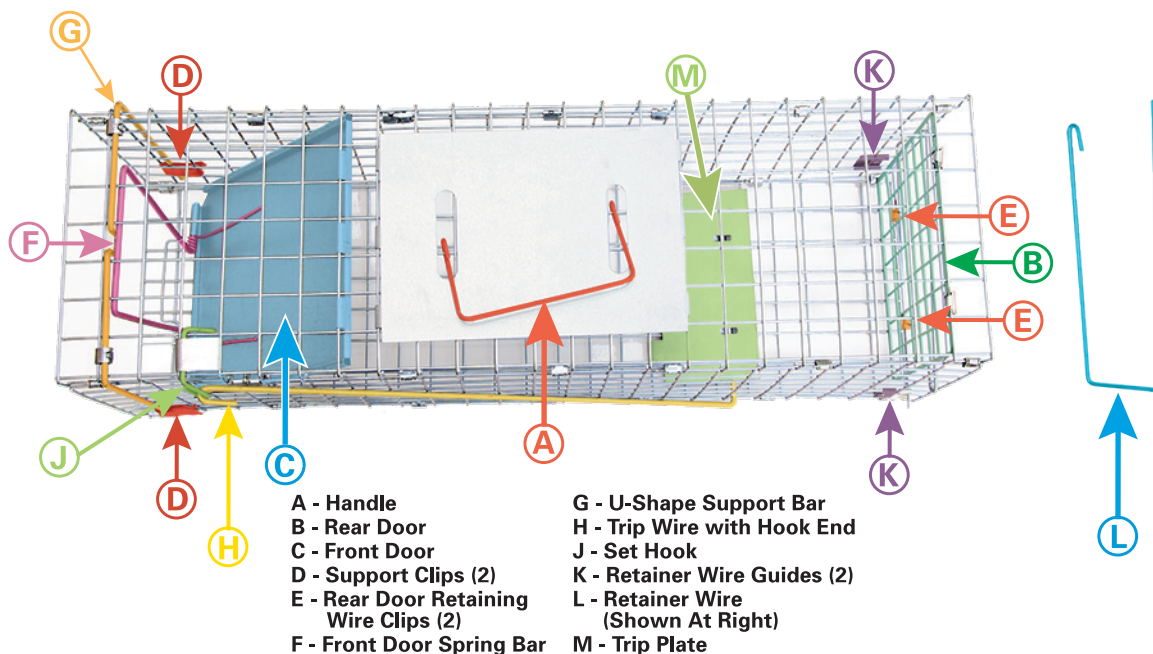 G
D
M
K
F
E
B
E
J
D
H
C
A
K
L
A - Handle
B - Rear Door
C - Front Door
D - Support Clips (2)
E - Rear Door Retaining
Wire Clips (2)
F - Front Door Spring Bar
G - U-Shape Support Bar
H - Trip Wire with Hook End
J - Set Hook
K - Retainer Wire Guides (2)
L - Retainer Wire
(Shown At Right)
M - Trip Plate